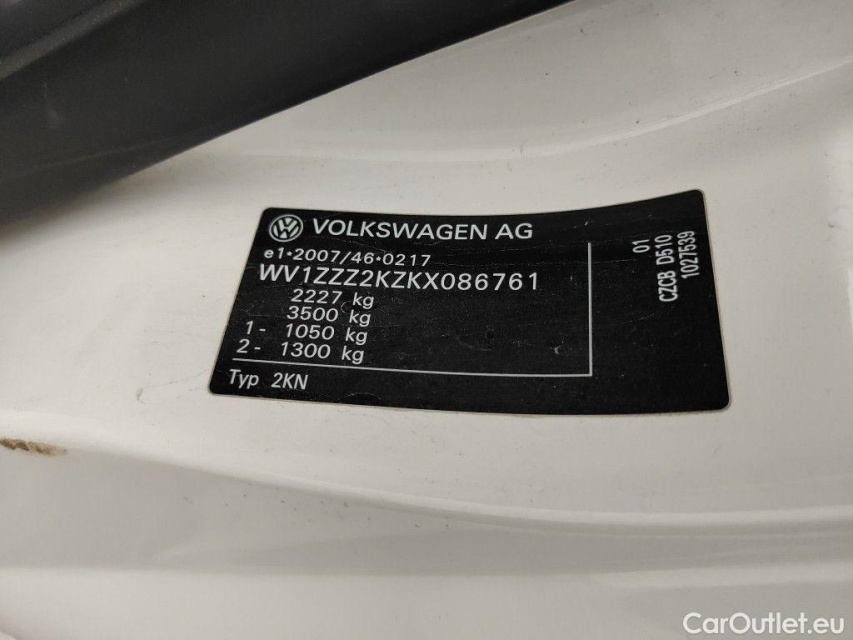 VOLKSWAGEN AG
e1*2007/46*0217
WV1ZZZ2KZKX086761
2227 kg
3500 kg
1- 1050 kg
2- 1300 kg
Typ 2KN
01
CZCB D510
1027539
CarOutlet.eu